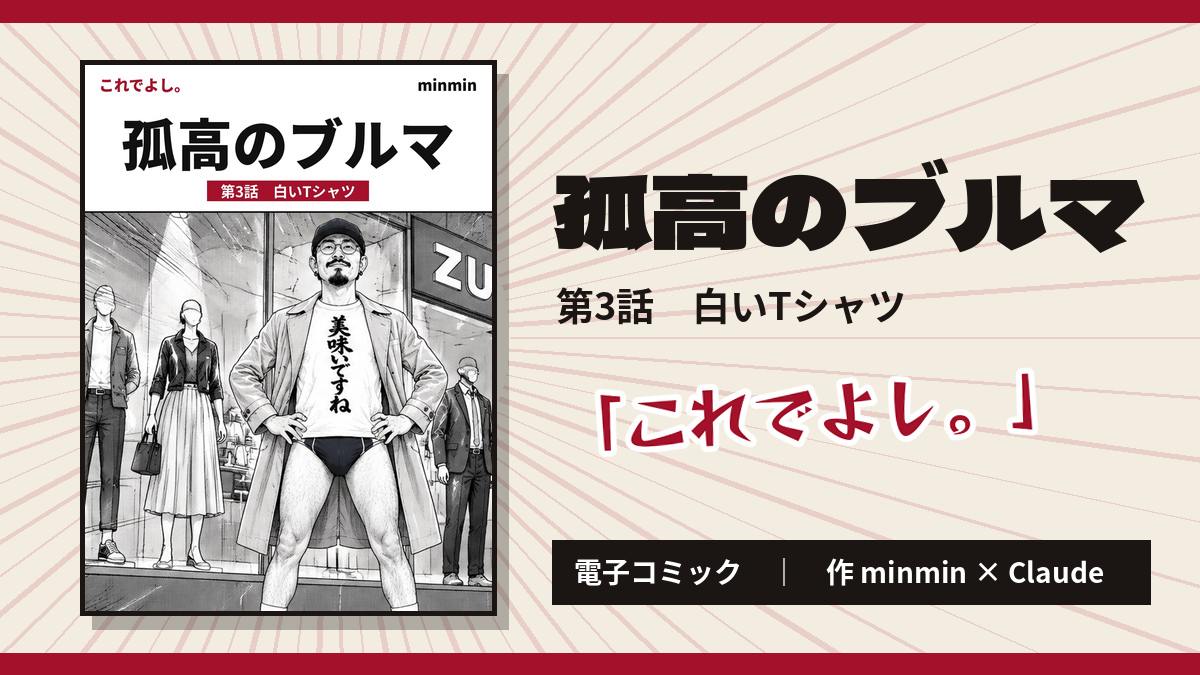 これでよし。
minmin
孤高のブルマ
第3話 白いTシャツ
ZU
美味いですね
孤高のブルマ
第3話 白いTシャツ
「これでよし。」
電子コミック | 作 minmin × Claude